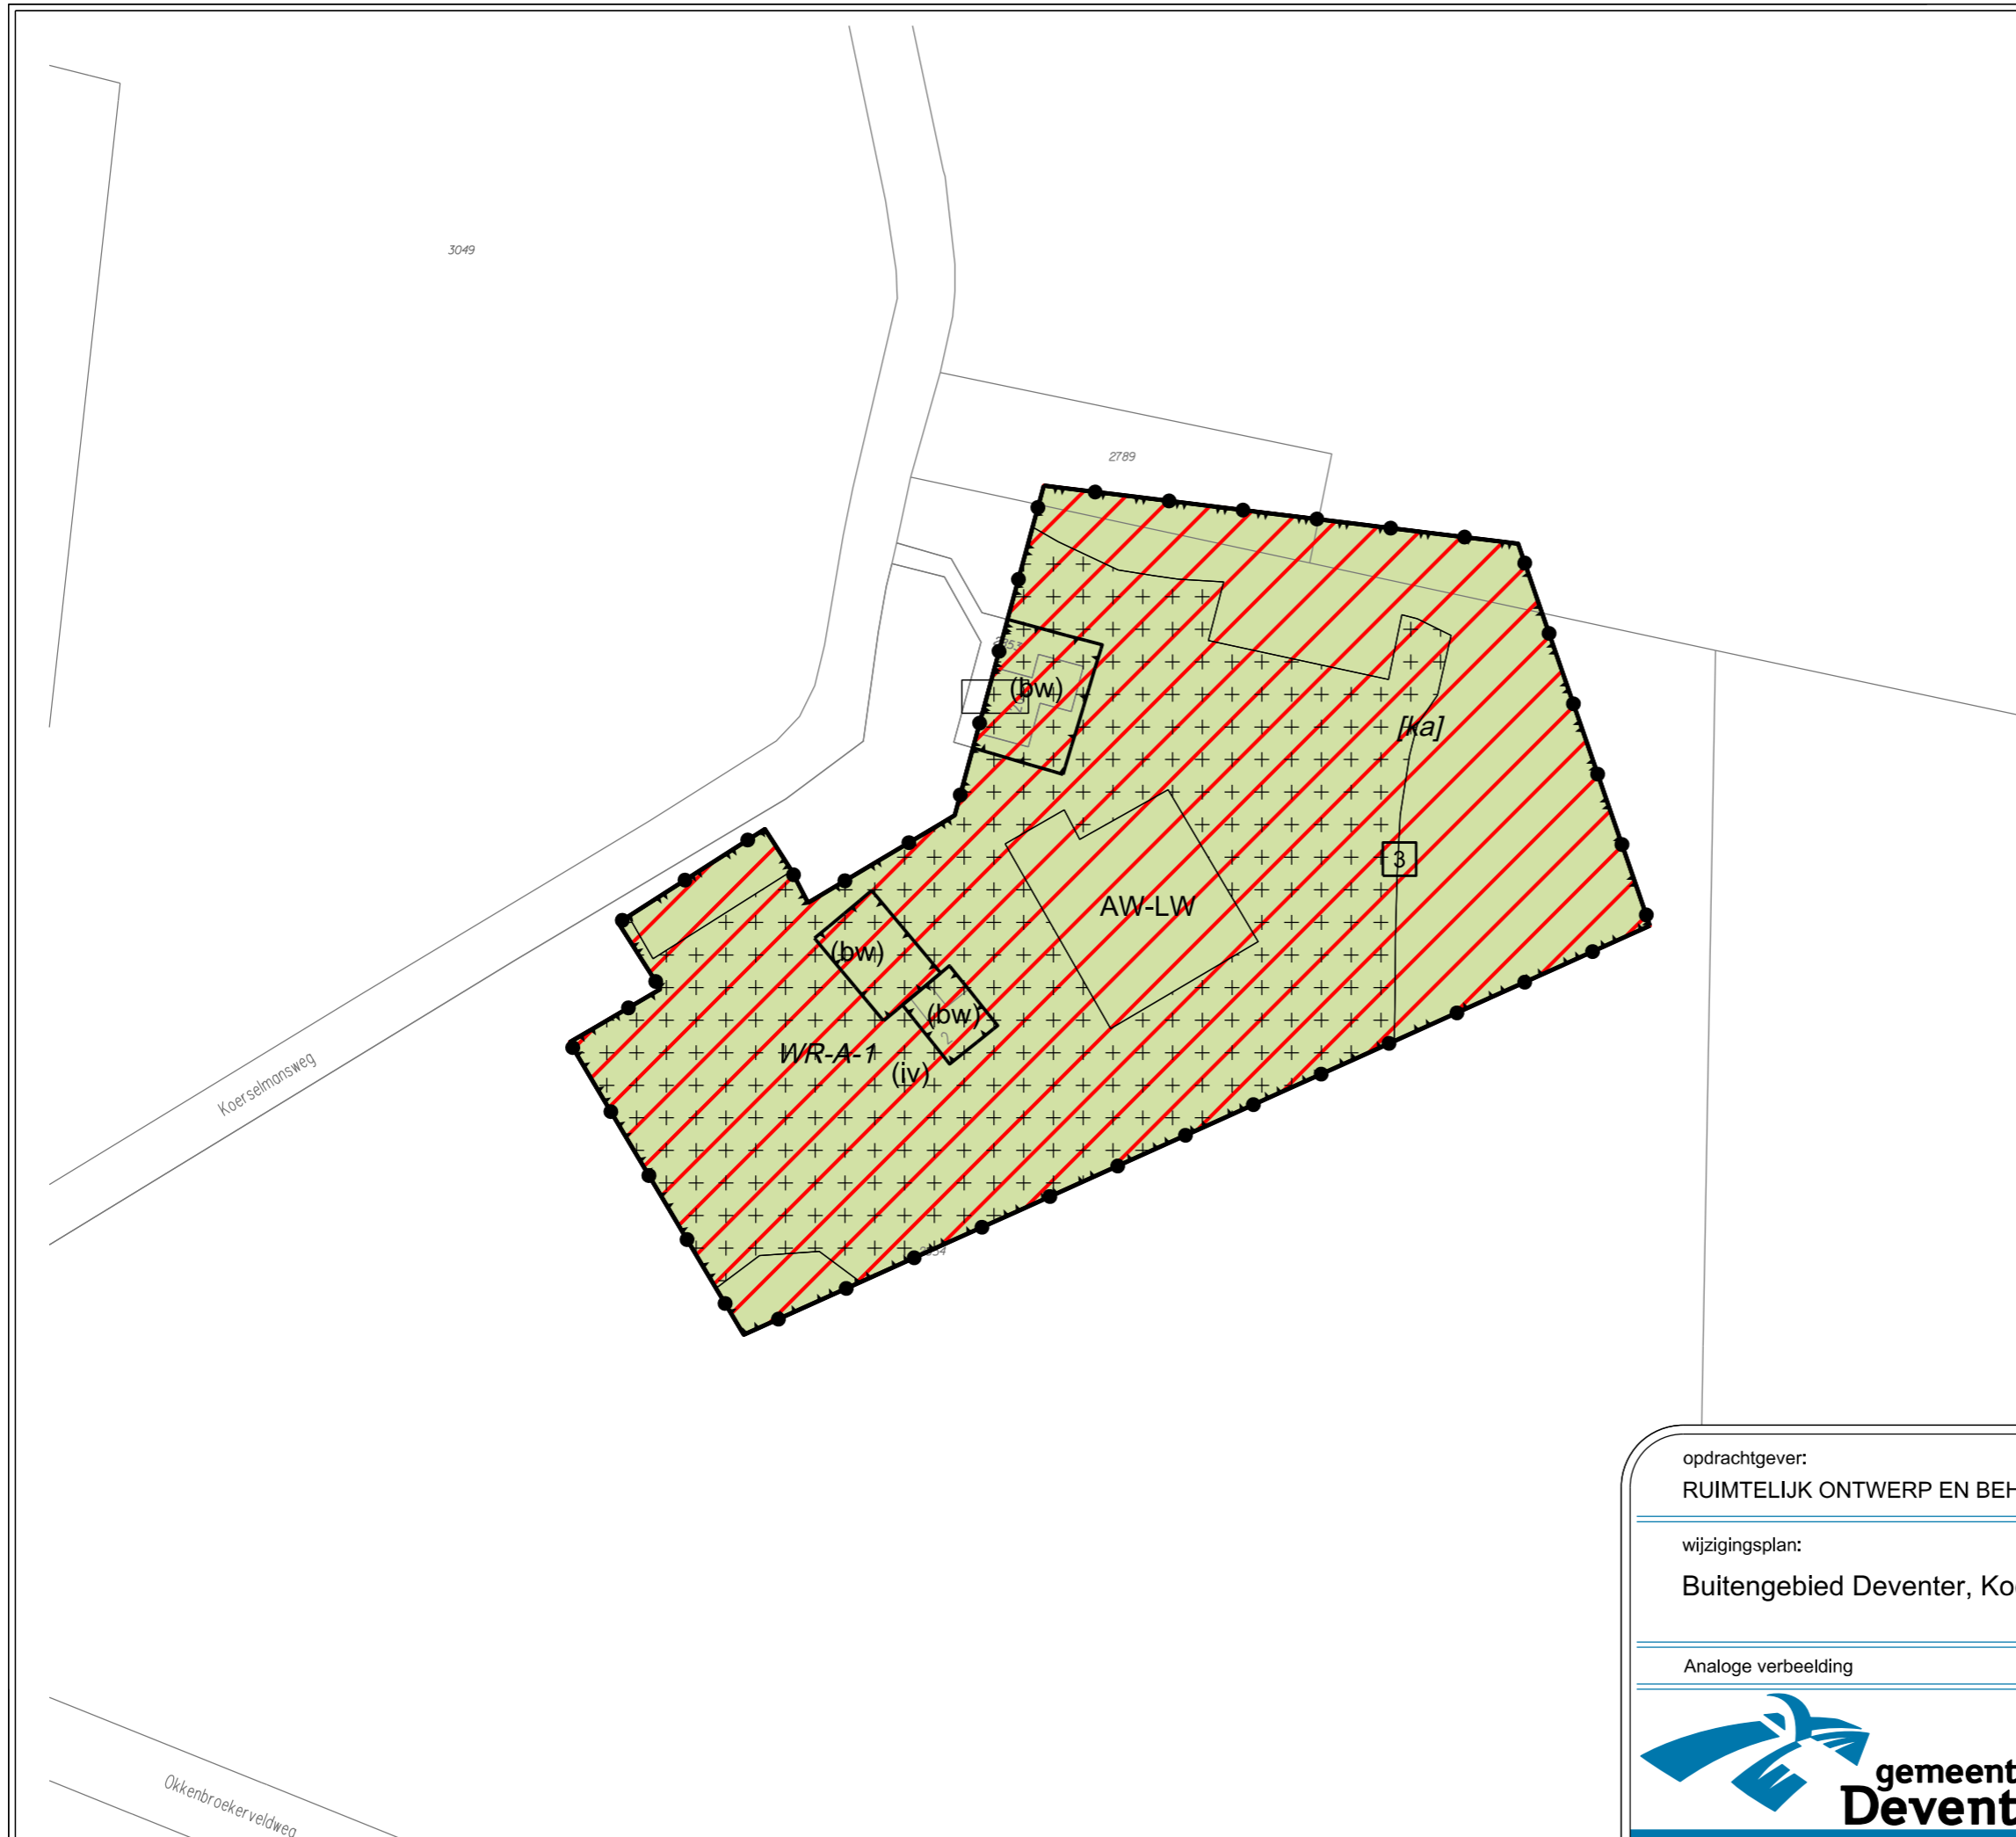 3049
2789
(bw)
[ka]
3
AW-LW
(bw)
(bw)
2
WR-A-1
(iv)
Koerselmansweg
Okkenbroekerveldweg
opdrachtgever:
RUIMTELIJK ONTWERP EN BEH
wijzigingsplan:
Buitengebied Deventer, Ko
Analoge verbeelding
gemeent
Devent